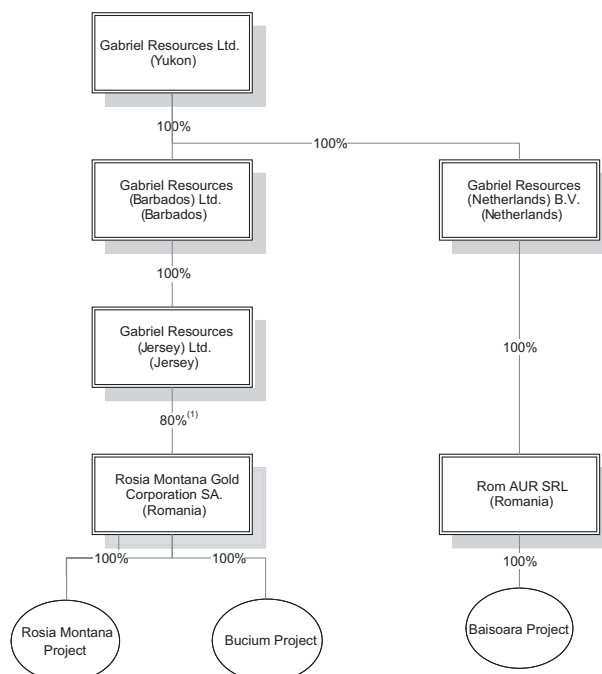 Gabriel Resources Ltd.
(Yukon)
100%
100%
Gabriel Resources
(Barbados) Ltd.
(Barbados)
Gabriel Resources
(Netherlands) B.V.
(Netherlands)
100%
Gabriel Resources
(Jersey) Ltd.
(Jersey)
100%
80%(1)
Rosia Montana Gold
Corporation SA.
(Romania)
Rom AUR SRL
(Romania)
100%
100%
100%
Rosia Montana
Project
Bucium Project
Baisoara Project